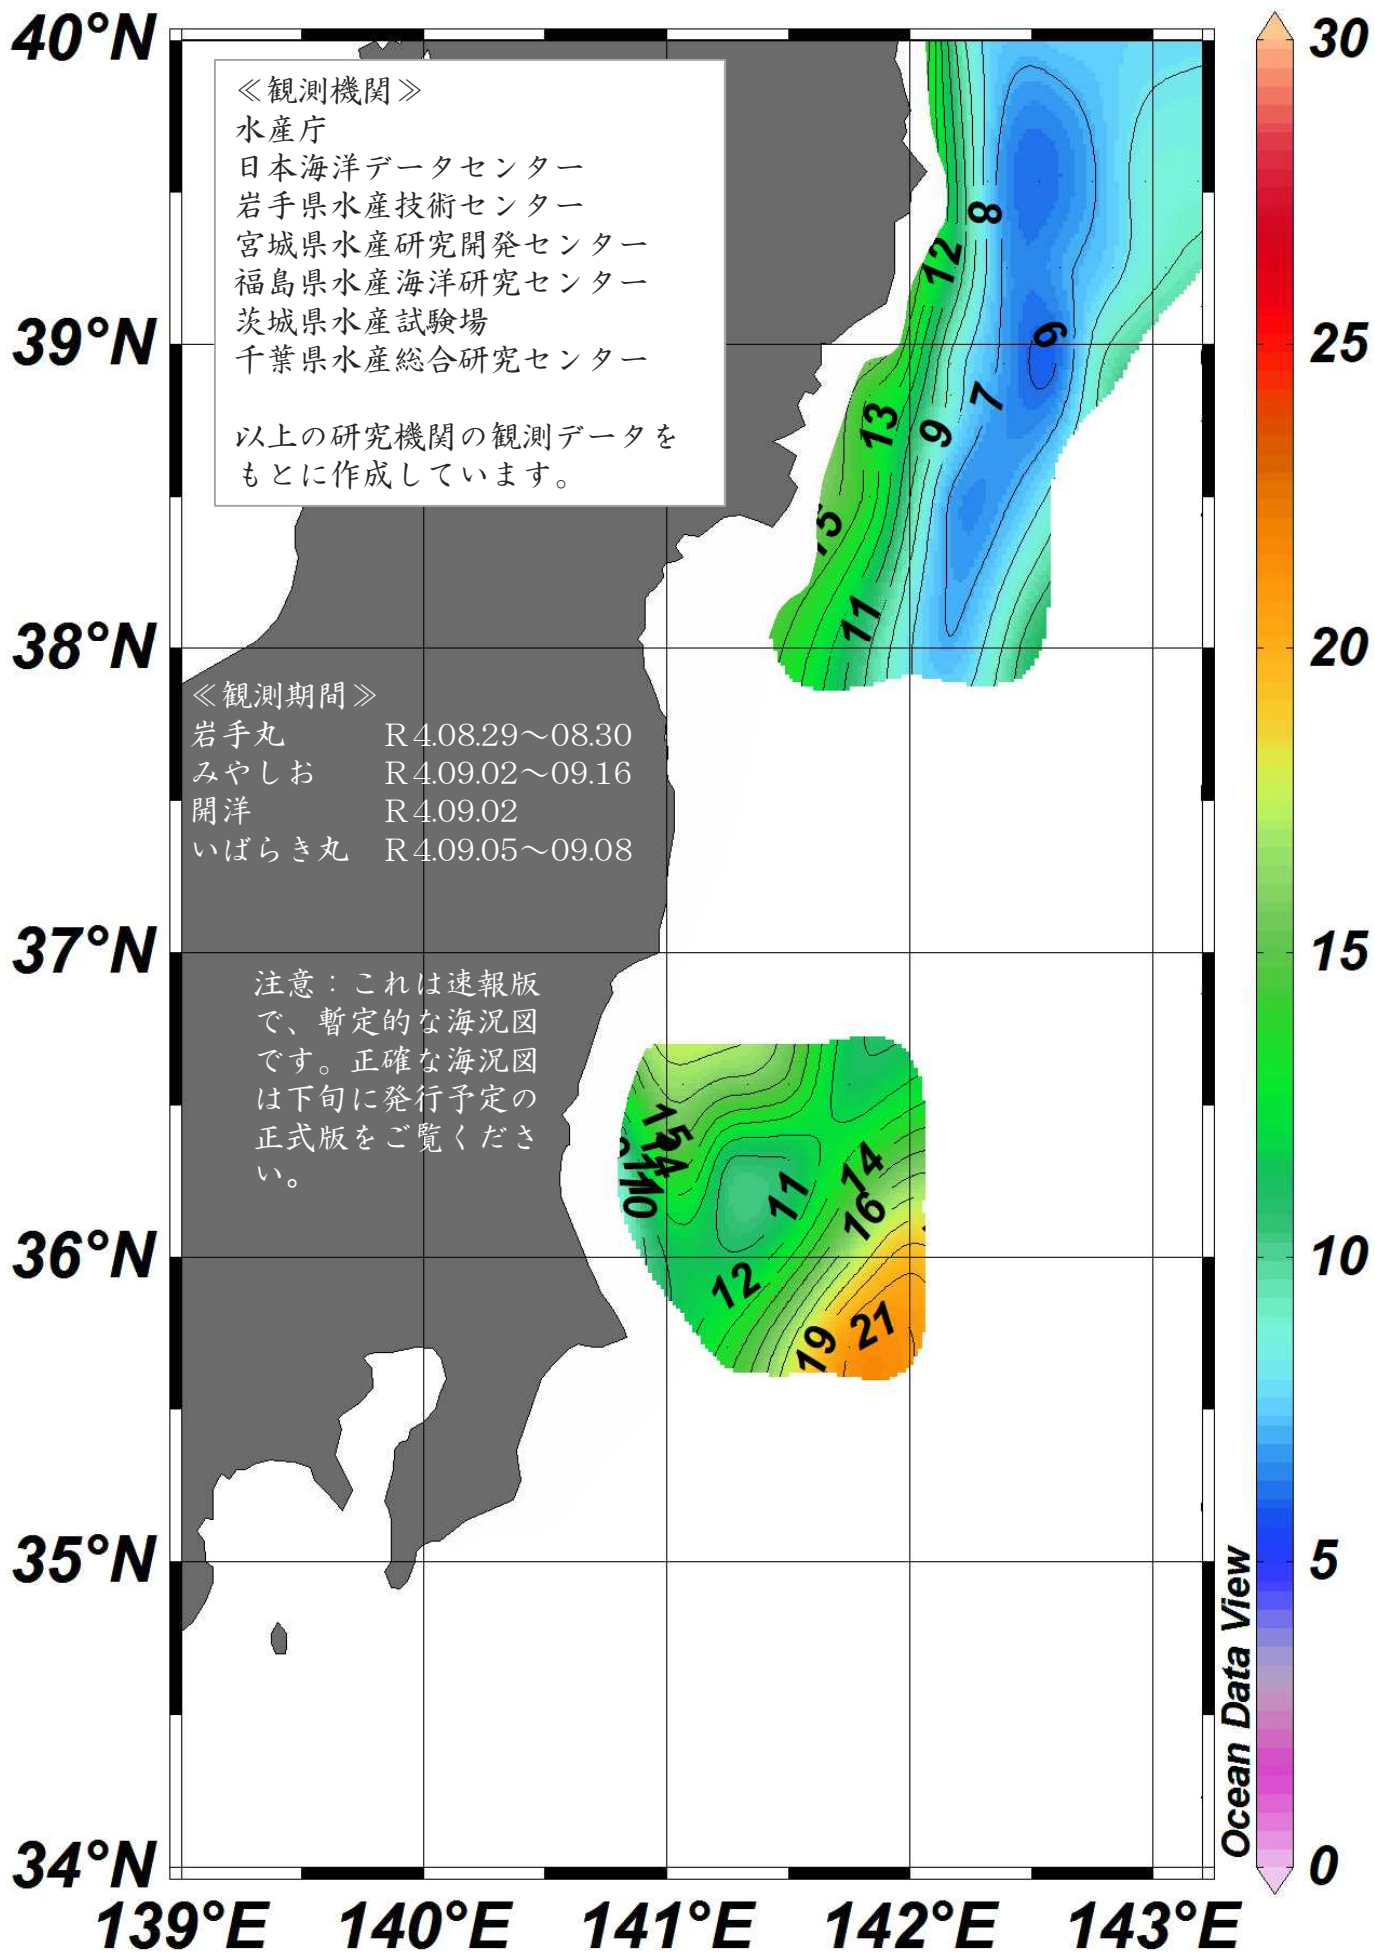 40°N
39°N
38°N
37°N
36°N
35°N
34°N
139°E
140°E
141°E
142°E
143°E
≪観測機関≫
水産庁
日本海洋データセンター
岩手県水産技術センター
宮城県水産研究開発センター
福島県水産海洋研究センター
茨城県水産試験場
千葉県水産総合研究センター
以上の研究機関の観測データを
もとに作成しています。
≪観測期間≫
岩手丸 R4.08.29～08.30
みやしお R4.09.02～09.16
開洋 R4.09.02
いばらき丸 R4.09.05～09.08
注意：これは速報版
で、暫定的な海況図
です。正確な海況図
は下旬に発行予定の
正式版をご覧くださ
い。
8
12
6
7
13
9
15
11
15
14
11
10
11
14
16
12
19
21
30
25
20
15
10
5
0
Ocean Data View